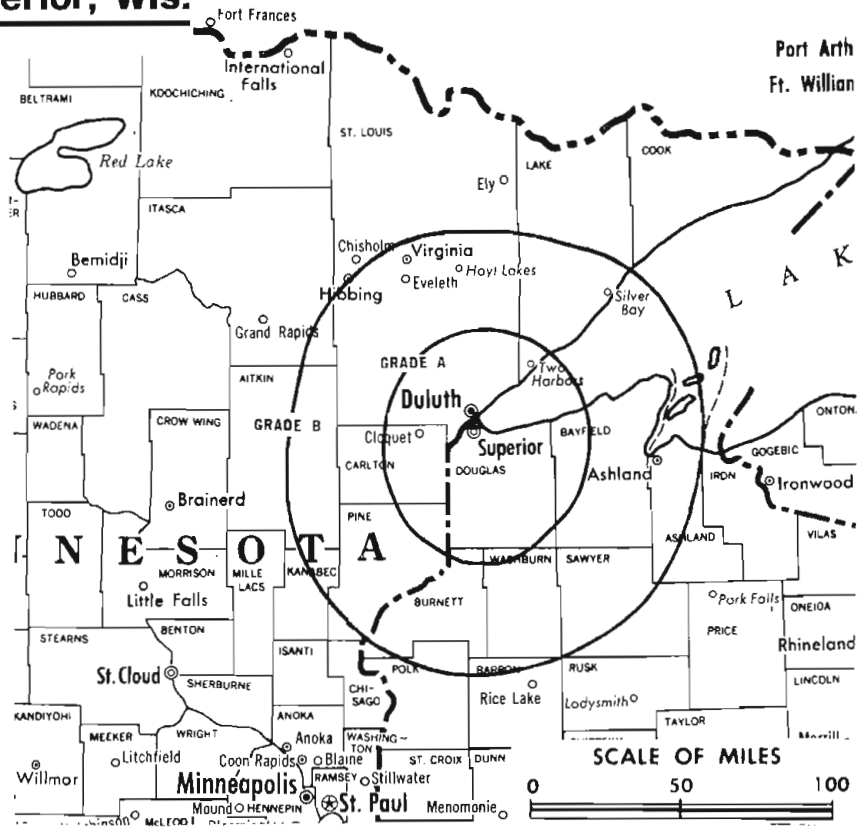 erior, Wis.
Fort Frances
International
Falls
Port Arth
Ft. Willian
BELTRAMI
KOOCHICHING
ST. LOUIS
LAKE
COOK
Red Lake
Ely
ITASCA
Bemidji
Chisholm
Virginia
Hoyt Lakes
Eveleth
Hibbing
HUBBARD
CASS
Silver
Bay
L A K
Grand Rapids
GRADE A
Two
Harbors
Park
Rapids
AITKIN
Duluth
WADENA
CROW WING
GRADE B
Cloquet
Superior
BAYFIELD
ONTON
GOGEBIC
CARLTON
DOUGLAS
Ashland
IRON
Ironwood
Brainerd
TODD
PINE
ASHLAND
VILAS
NESOTA
MORRISON
MILLE
LACS
KANABEC
WASHBURN
SAWYER
Little Falls
BURNETT
Park Falls
ONEIDA
STEARNS
BENTON
PRICE
ISANTI
Rhineland
St. Cloud
SHERBURNE
POLK
BARRON
RUSK
LINCOLN
CHI-
SAGO
Rice Lake
Ladysmith
KANDIYOHI
ANOKA
TAYLOR
MEEKER
WRIGHT
Anoka
WASHING-
TON
Merrill
Litchfield
Coon Rapids
Blaine
ST. CROIX
DUNN
SCALE OF MILES
Willmar
RAMSEY
Stillwater
Minneapolis
0 50 100
Mound
HENNEPIN
St. Paul
Menomonie
McLEOD